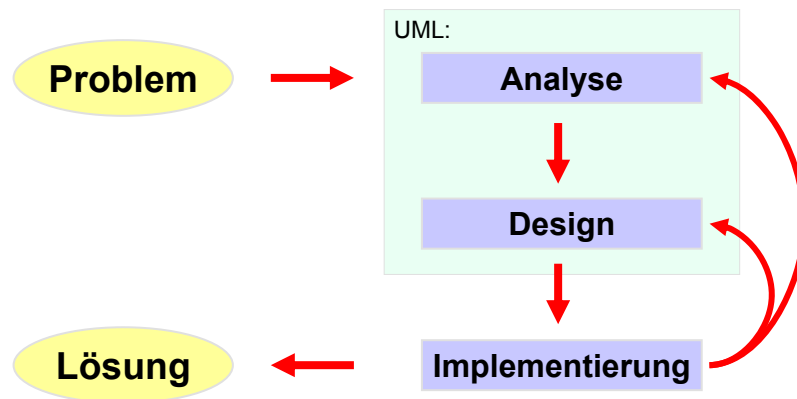 UML:
Problem
Analyse
Design
Lösung
Implementierung